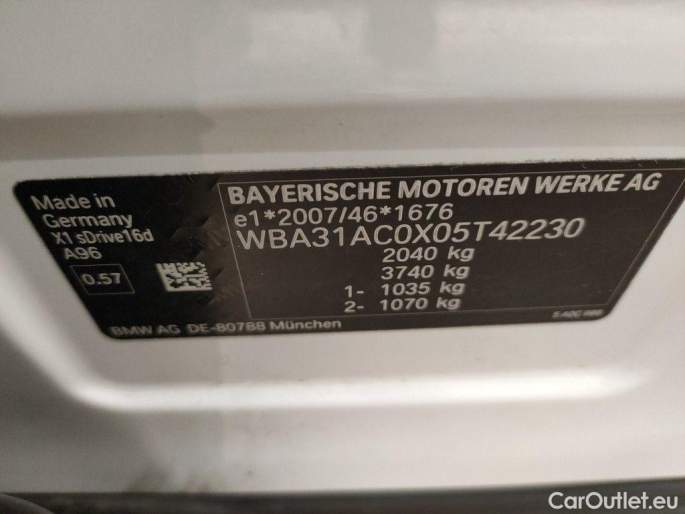 Made in
Germany
X1 sDrive16d
A96
0.57
BAYERISCHE MOTOREN WERKE AG
e1*2007/46*1676
WBA31AC0X05T42230
2040 kg
3740 kg
1- 1035 kg
2- 1070 kg
BMW AG DE-80788 München
CarOutlet.eu